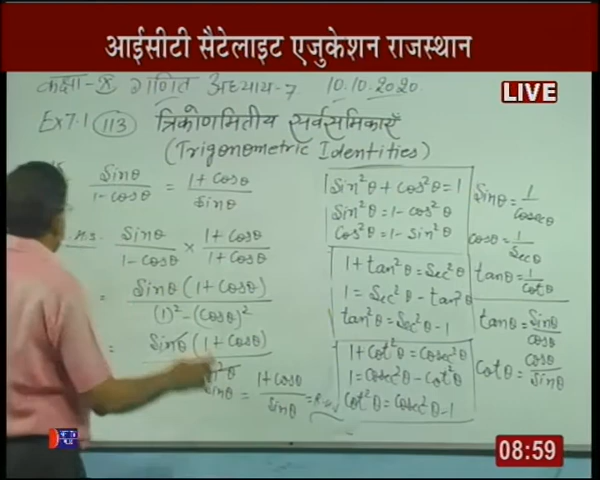 आईसीटी सैटेलाइट एजुकेशन राजस्थान
LIVE
कक्षा-X गणित अध्याय-7 10.10.2020
Ex 7.1 (113) त्रिकोणमितीय सर्वसमिकाएँ
(Trigonometric Identities)
sinθ/(1-cosθ) = (1+cosθ)/sinθ
H.S. sinθ/(1-cosθ) × (1+cosθ)/(1+cosθ)
= sinθ(1+cosθ)/((1)²-(cosθ)²)
= sinθ(1+cosθ)
sin²θ
sinθ = (1+cosθ)/sinθ =
sin²θ+cos²θ=1
sin²θ=1-cos²θ
cos²θ=1-sin²θ
1+tan²θ=sec²θ
1=sec²θ-tan²θ
tan²θ=sec²θ-1
1+cot²θ=cosec²θ
1=cosec²θ-cot²θ
cot²θ=cosec²θ-1
sinθ=1/cosecθ
cosθ=1/secθ
tanθ=1/cotθ
tanθ=sinθ/cosθ
cotθ=cosθ/sinθ
08:59